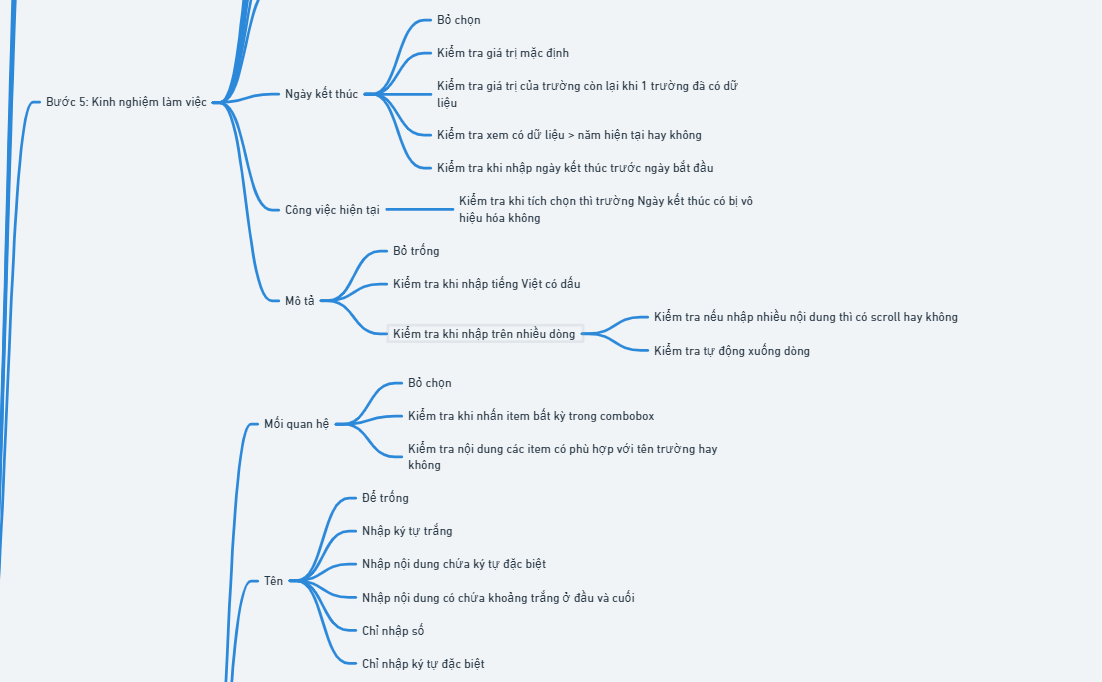 Bỏ chọn
Kiểm tra giá trị mặc định
Kiểm tra giá trị của trường còn lại khi 1 trường đã có dữ
liệu
Ngày kết thúc
Bước 5: Kinh nghiệm làm việc
Kiểm tra xem có dữ liệu > năm hiện tại hay không
Kiểm tra khi nhập ngày kết thúc trước ngày bắt đầu
Công việc hiện tại
Kiểm tra khi tích chọn thì trường Ngày kết thúc có bị vô
hiệu hóa không
Mô tả
Bỏ trống
Kiểm tra khi nhập tiếng Việt có dấu
Kiểm tra khi nhập trên nhiều dòng
Kiểm tra nếu nhập nhiều nội dung thì có scroll hay không
Kiểm tra tự động xuống dòng
Mối quan hệ
Bỏ chọn
Kiểm tra khi nhấn item bất kỳ trong combobox
Kiểm tra nội dung các item có phù hợp với tên trường hay
không
Tên
Để trống
Nhập ký tự trắng
Nhập nội dung chứa ký tự đặc biệt
Nhập nội dung có chứa khoảng trắng ở đầu và cuối
Chỉ nhập số
Chỉ nhập ký tự đặc biệt